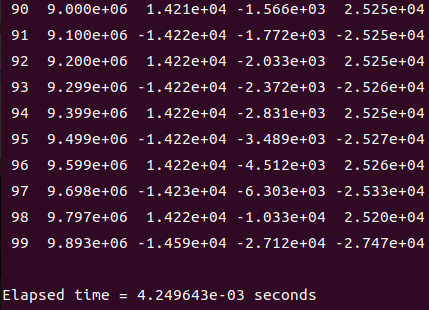 90 9.000e+06 1.421e+04 -1.566e+03 2.525e+04
91 9.100e+06 -1.422e+04 -1.772e+03 -2.525e+04
92 9.200e+06 1.422e+04 -2.033e+03 2.525e+04
93 9.299e+06 -1.422e+04 -2.372e+03 -2.526e+04
94 9.399e+06 1.422e+04 -2.831e+03 2.525e+04
95 9.499e+06 -1.422e+04 -3.489e+03 -2.527e+04
96 9.599e+06 1.422e+04 -4.512e+03 2.526e+04
97 9.698e+06 -1.423e+04 -6.303e+03 -2.533e+04
98 9.797e+06 1.422e+04 -1.033e+04 2.520e+04
99 9.893e+06 -1.459e+04 -2.712e+04 -2.747e+04
Elapsed time = 4.249643e-03 seconds